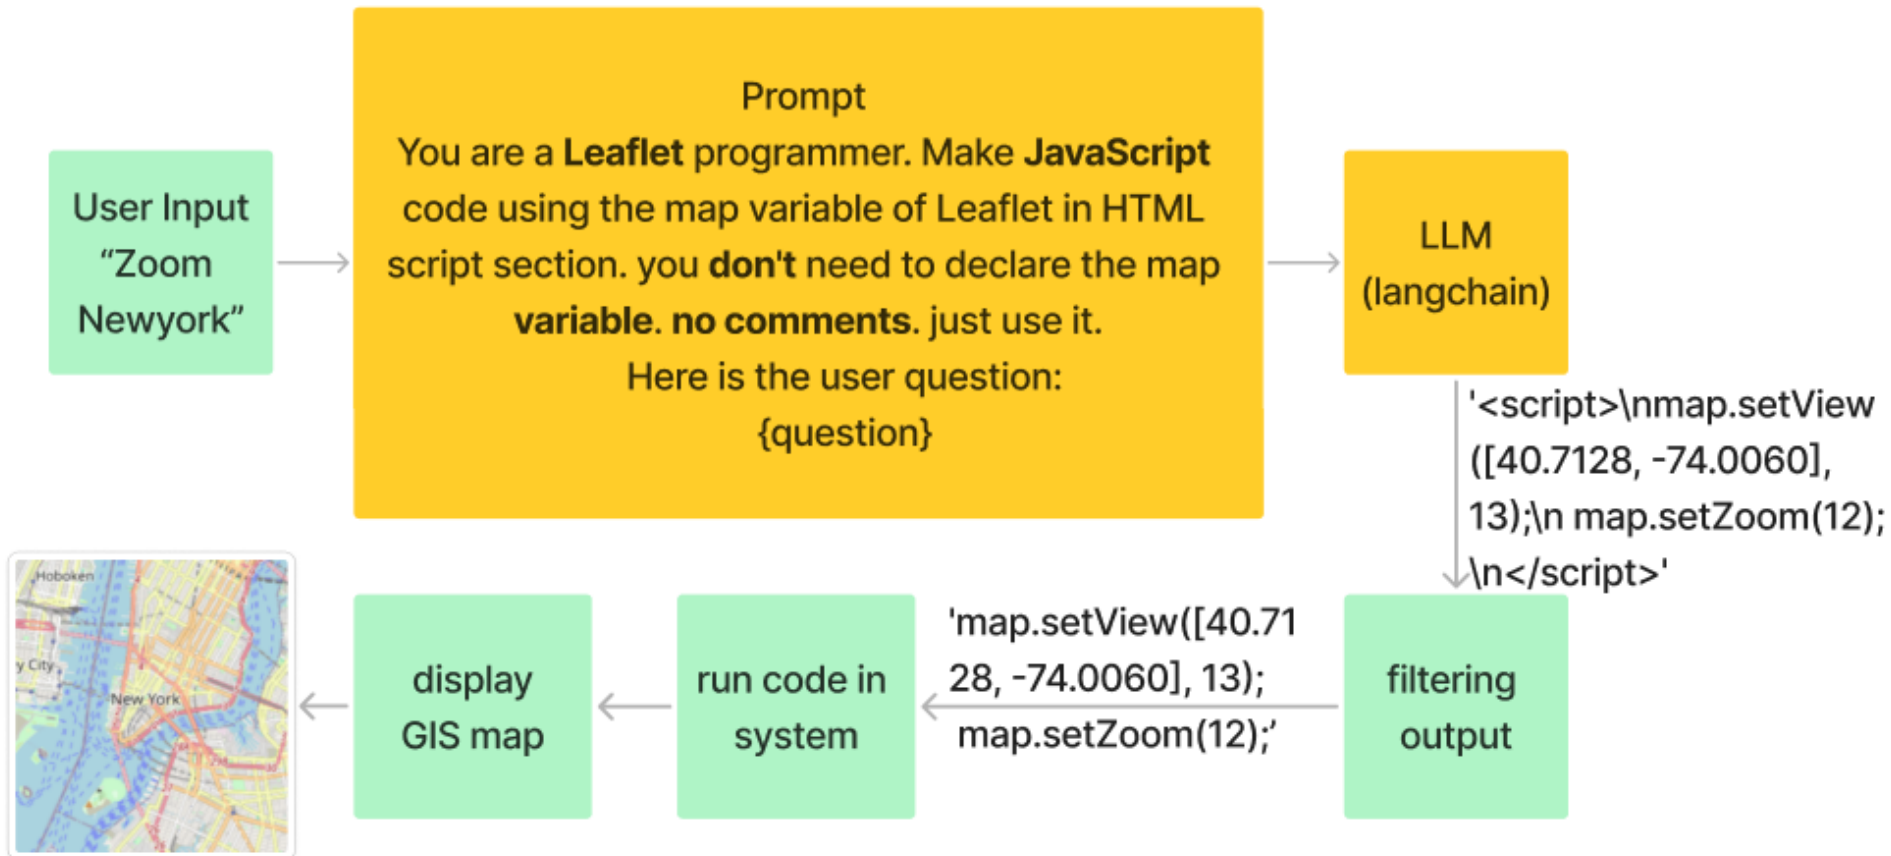 User Input
“Zoom
Newyork”
Prompt
You are a Leaflet programmer. Make JavaScript
code using the map variable of Leaflet in HTML
script section. you don't need to declare the map
variable. no comments. just use it.
Here is the user question:
{question}
LLM
(langchain)
'<script>\nmap.setView
([40.7128, -74.0060],
13);\n map.setZoom(12);
\n</script>'
filtering
output
'map.setView([40.71
28, -74.0060], 13);
map.setZoom(12);’
run code in
system
display
GIS map
Hoboken
y City
New York